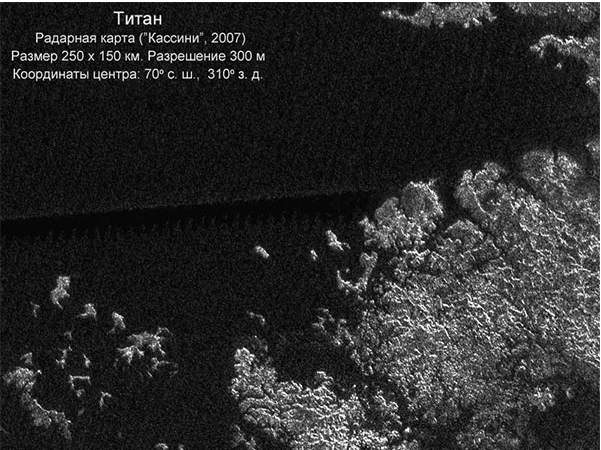 Титан
Радарная карта ("Кассини", 2007)
Размер 250 x 150 км. Разрешение 300 м
Координаты центра: 70º с. ш., 310º з. д.